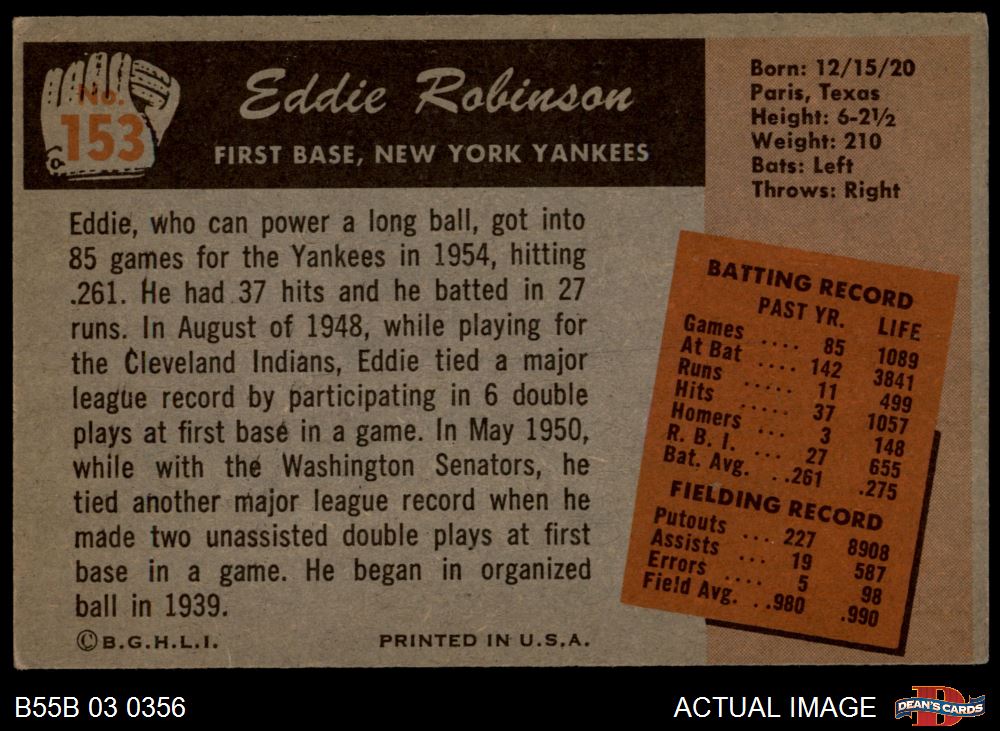 No.
153
Eddie Robinson
FIRST BASE, NEW YORK YANKEES
Born: 12/15/20
Paris, Texas
Height: 6-2½
Weight: 210
Bats: Left
Throws: Right
Eddie, who can power a long ball, got into
85 games for the Yankees in 1954, hitting
.261. He had 37 hits and he batted in 27
runs. In August of 1948, while playing for
the Cleveland Indians, Eddie tied a major
league record by participating in 6 double
plays at first base in a game. In May 1950,
while with the Washington Senators, he
tied another major league record when he
made two unassisted double plays at first
base in a game. He began in organized
ball in 1939.
©B.G.H.L.I. PRINTED IN U.S.A.
BATTING RECORD
PAST YR. LIFE
Games .... 85 1089
At Bat .... 142 3841
Runs ..... 11 499
Hits ..... 37 1057
Homers ... 3 148
R. B. I. ... 27 655
Bat. Avg. ..261 .275
FIELDING RECORD
Putouts ... 227 8908
Assists ... 19 587
Errors .... 5 98
Field Avg. ..980 .990
B55B 03 0356 ACTUAL IMAGE
D
DEAN'S CARDS